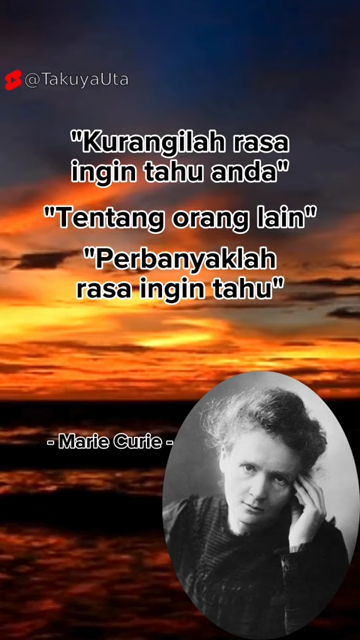 @TakuyaUta
"Kurangilah rasa
ingin tahu anda"
"Tentang orang lain"
"Perbanyaklah
rasa ingin tahu"
- Marie Curie -